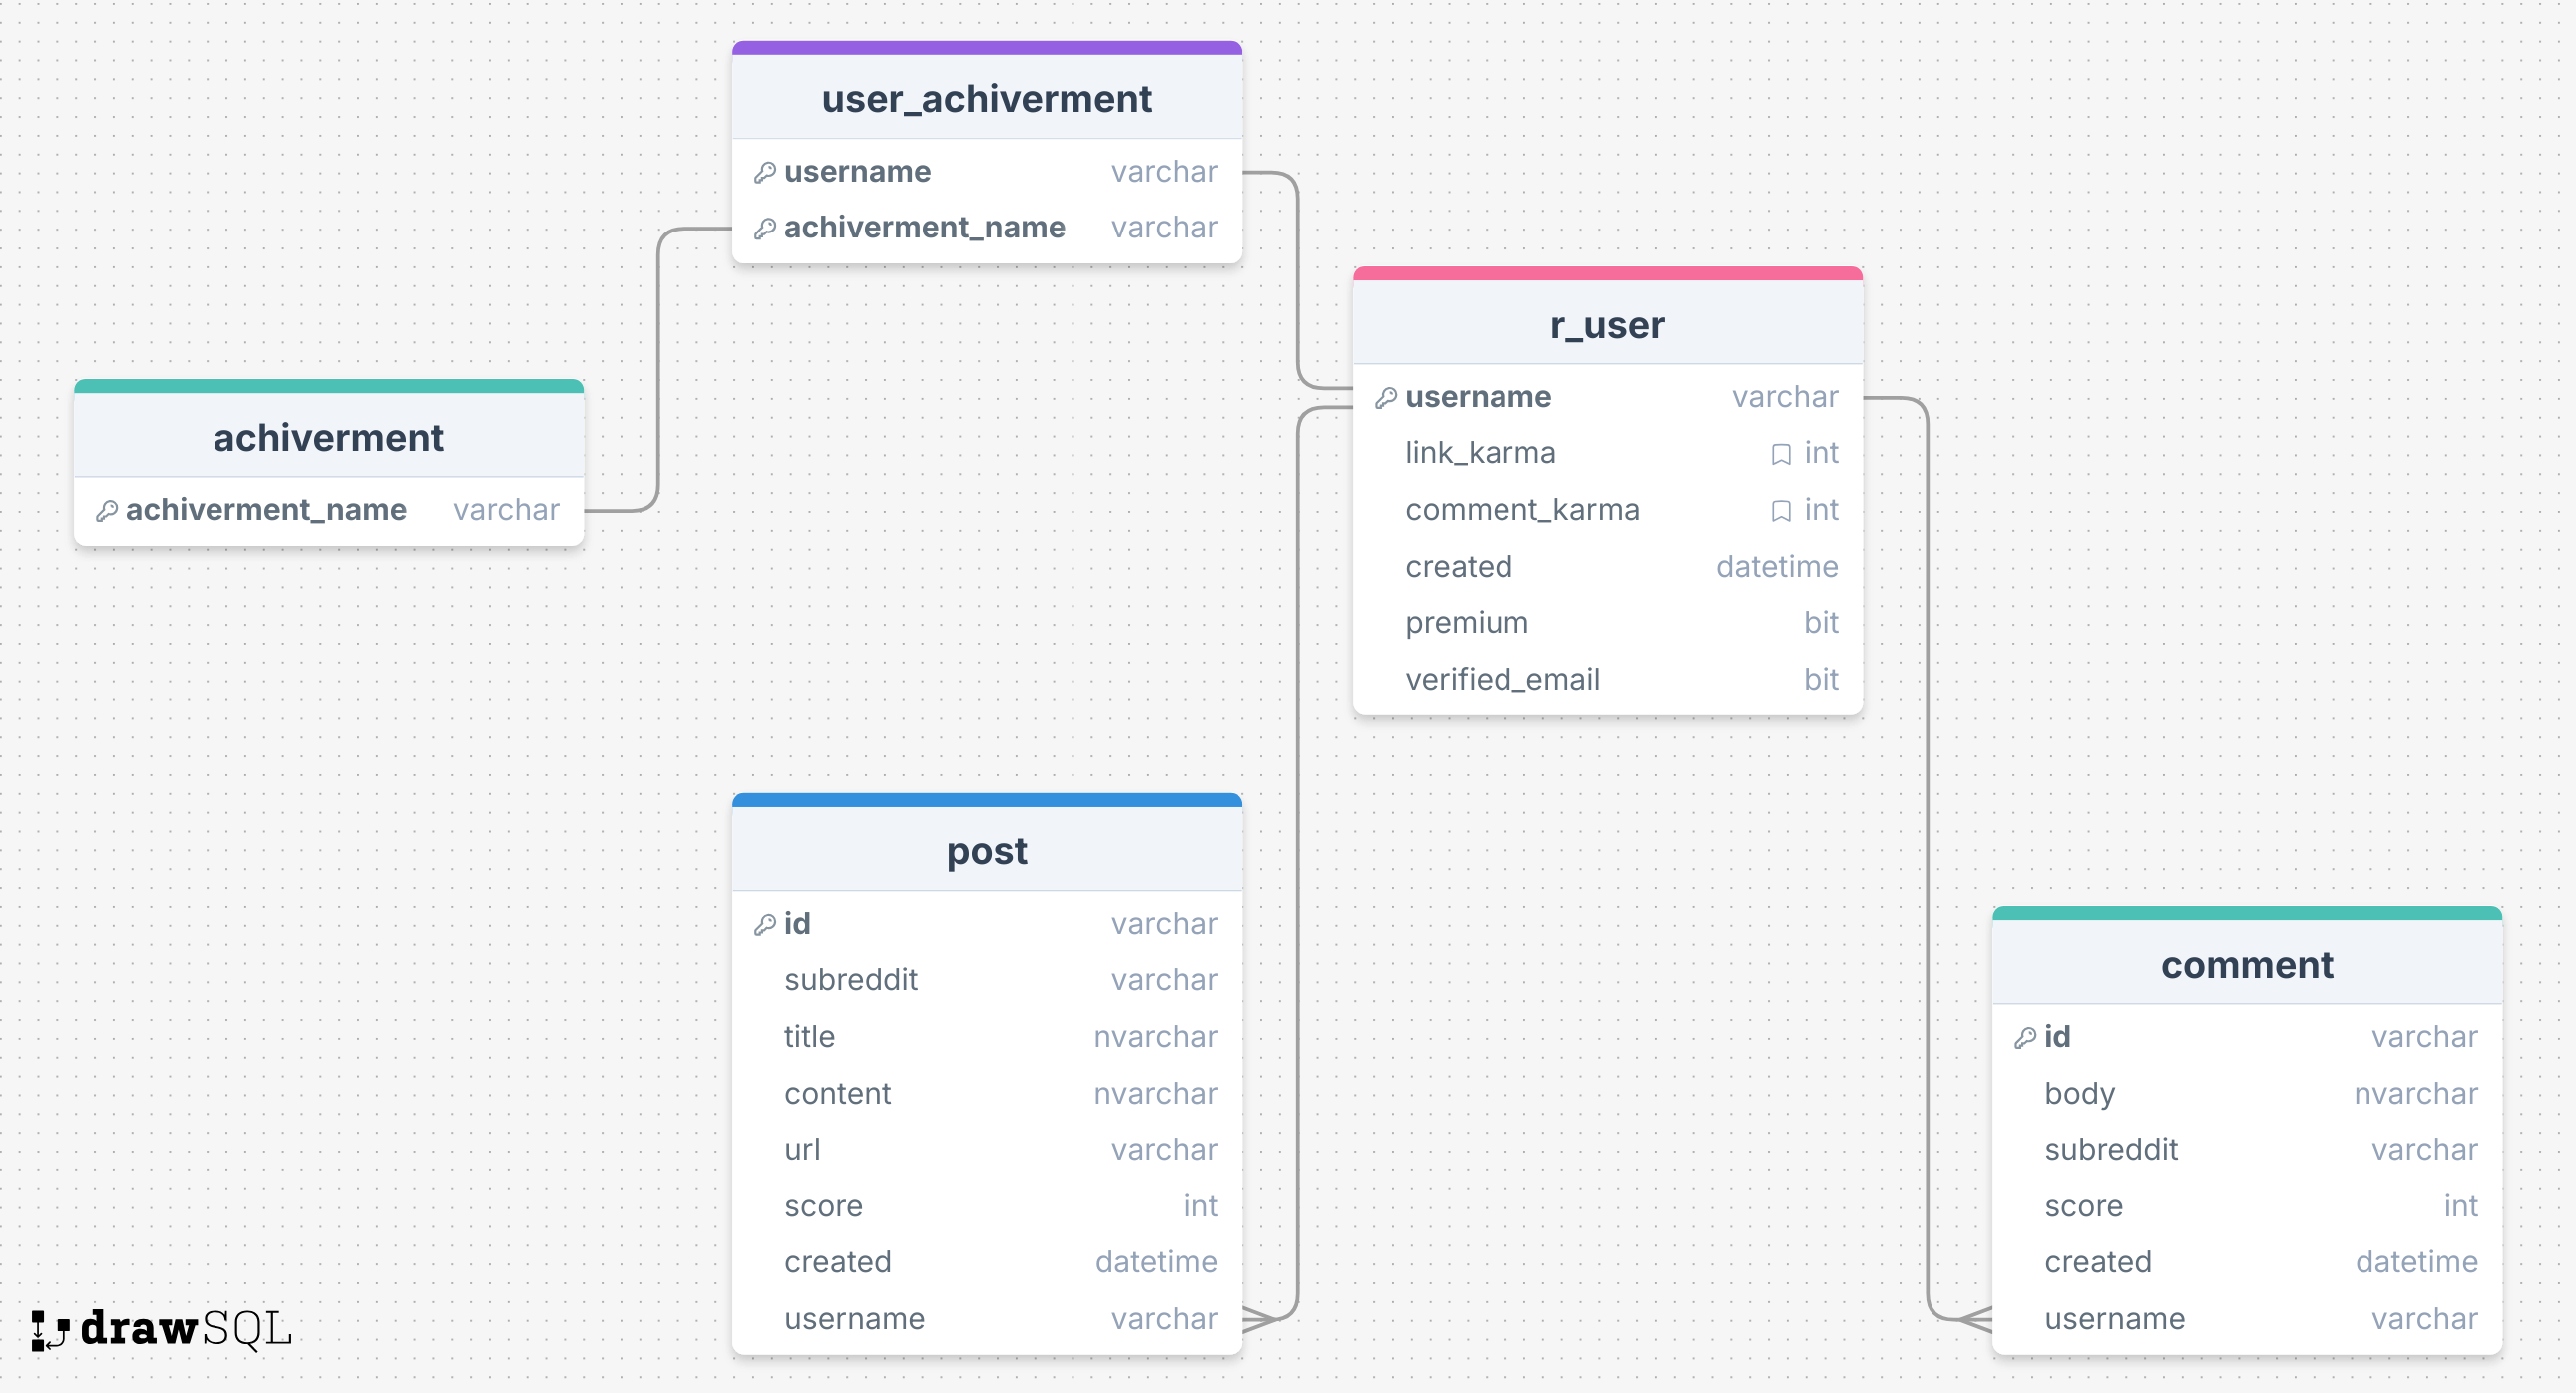 user_achiverment
username varchar
achiverment_name varchar
achiverment
achiverment_name varchar
r_user
username varchar
link_karma int
comment_karma int
created datetime
premium bit
verified_email bit
post
id varchar
subreddit varchar
title nvarchar
content nvarchar
url varchar
score int
created datetime
username varchar
comment
id varchar
body nvarchar
subreddit varchar
score int
created datetime
username varchar
drawSQL